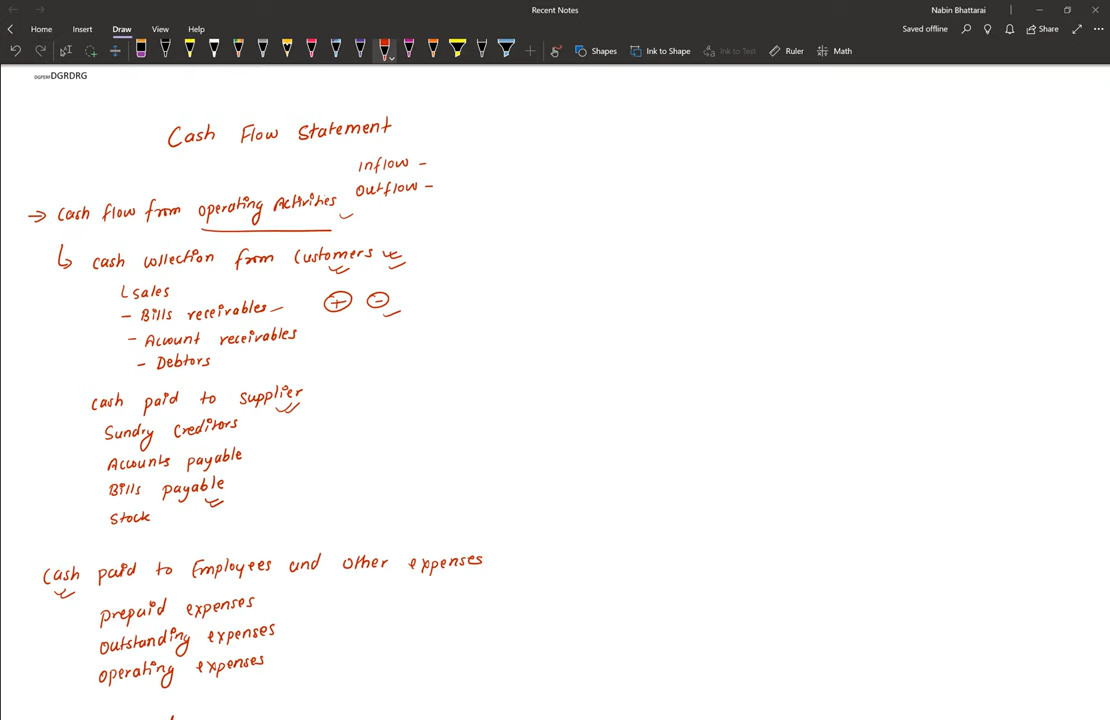 Recent Notes
Nabin Bhattarai
Home Insert Draw View Help
Saved offline
Share
Shapes
Ink to Shape
Ink to Text
Ruler
Math
DGRDRG
Cash Flow Statement
Inflow -
Outflow -
→ Cash flow from Operating Activities
↳ Cash collection from Customers
Sales
- Bills receivables -
+ -
- Account receivables
- Debtors
Cash paid to supplier
Sundry Creditors
Accounts payable
Bills payable
Stock
Cash paid to Employees and other expenses
prepaid expenses
Outstanding expenses
Operating expenses